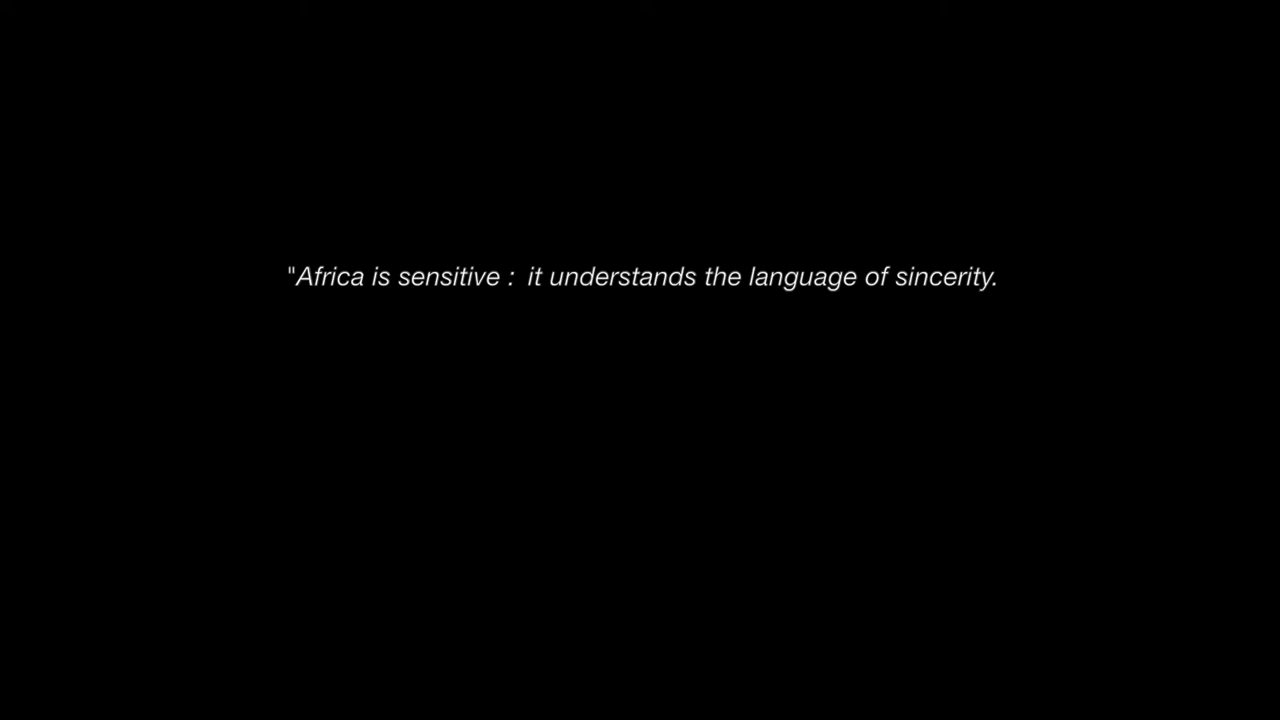 "Africa is sensitive :  it understands the language of sincerity.